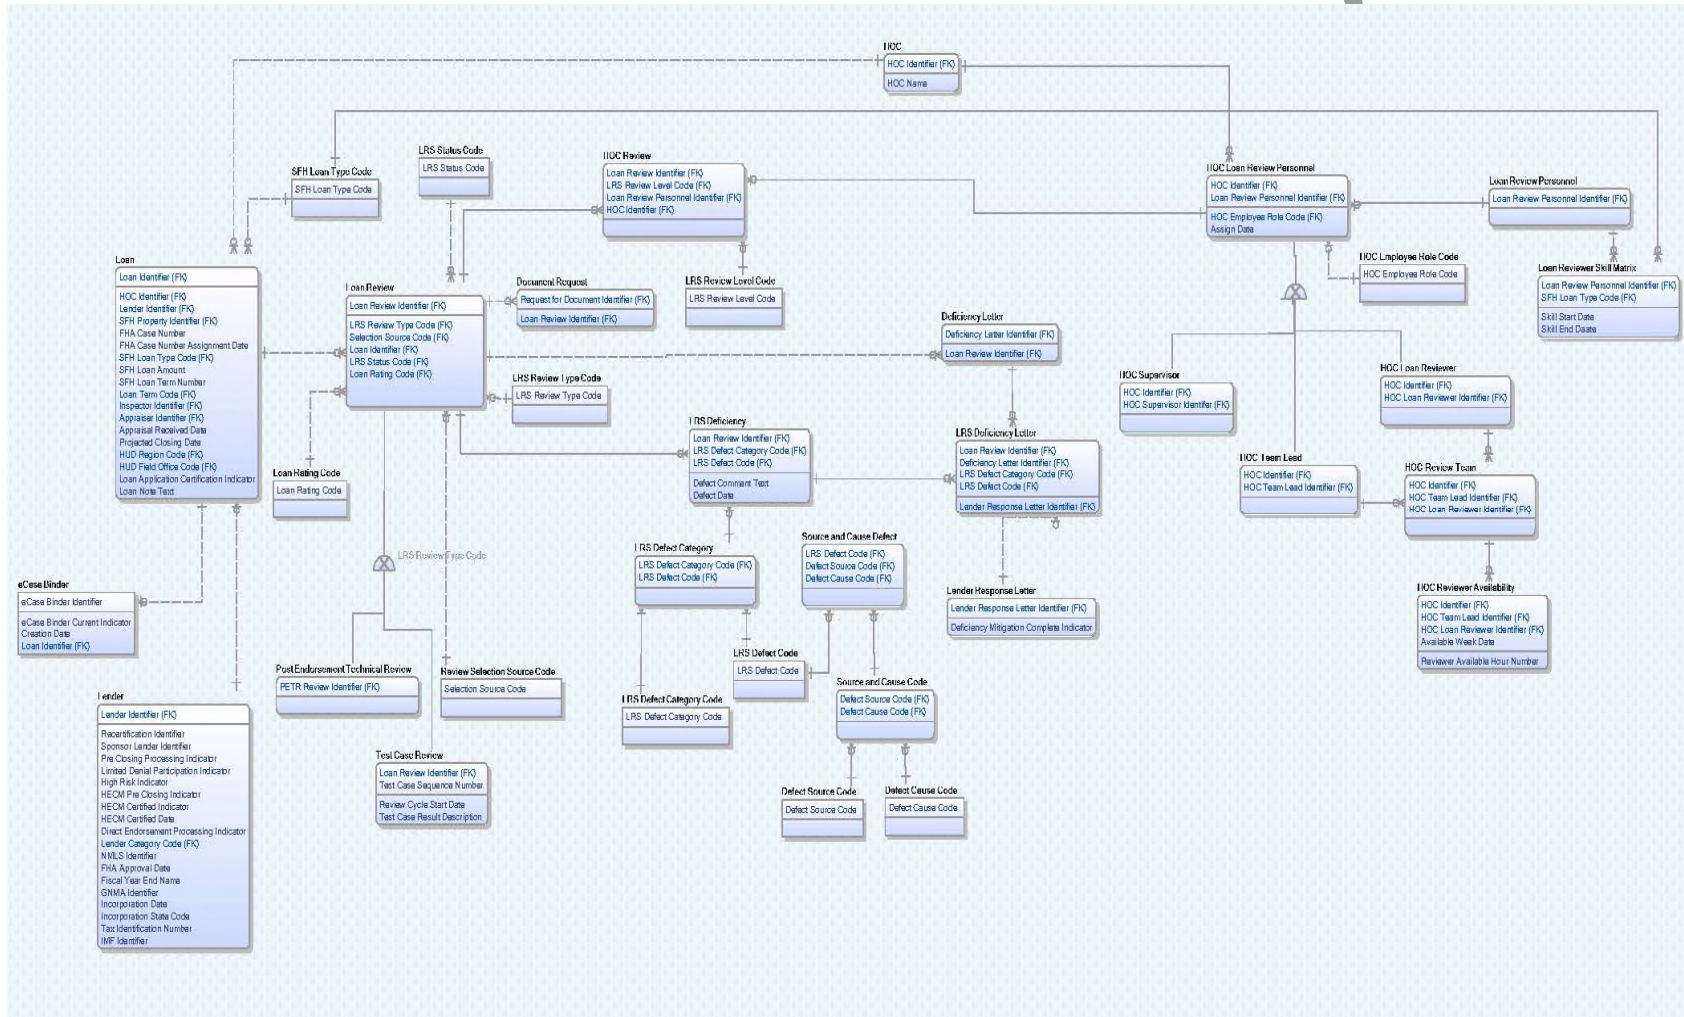 HOC
HOC Identifier (FK)
HOC Name
SFH Loan Type Code
SFH Loan Type Code
LRS Status Code
LRS Status Code
HOC Review
Loan Review Identifier (FK)
LRS Review Level Code (FK)
Loan Review Personnel Identifier (FK)
HOC Identifier (FK)
HOC Loan Review Personnel
HOC Identifier (FK)
Loan Review Personnel Identifier (FK)
HOC Employee Role Code (FK)
Assign Date
Loan Review Personnel
Loan Review Personnel Identifier (FK)
HOC Employee Role Code
HOC Employee Role Code
Loan Reviewer Skill Matrix
Loan Review Personnel Identifier (FK)
SFH Loan Type Code (FK)
Skill Start Date
Skill End Daate
Loan
Loan Identifier (FK)
HOC Identifier (FK)
Lender Identifier (FK)
SFH Property Identifier (FK)
FHA Case Number
FHA Case Number Assignment Date
SFH Loan Type Code (FK)
SFH Loan Amount
SFH Loan Term Number
Loan Term Code (FK)
Inspector Identifier (FK)
Appraiser Identifier (FK)
Appraisal Received Data
Projected Closing Date
HUD Region Code (FK)
HUD Field Office Code (FK)
Loan Application Certification Indicator
Loan Note Text
Loan Review
Loan Review Identifier (FK)
LRS Review Type Code (FK)
Selection Source Code (FK)
Loan Identifier (FK)
LRS Status Code (FK)
Loan Rating Code (FK)
Document Request
Request for Document Identifier (FK)
Loan Review Identifier (FK)
LRS Review Level Code
LRS Review Level Code
Deficiency Letter
Deficiency Letter Identifier (FK)
Loan Review Identifier (FK)
LRS Review Type Code
LRS Review Type Code
HOC Supervisor
HOC Identifier (FK)
HOC Supervisor Identifer (FK)
HOC Loan Reviewer
HOC Identifier (FK)
HOC Loan Reviewer Identifier (FK)
Loan Rating Code
Loan Rating Code
LRS Deficiency
Loan Review Identifier (FK)
LRS Defect Category Code (FK)
LRS Defect Code (FK)
Defect Comment Text
Defect Date
LRS Deficiency Letter
Loan Review Identifier (FK)
Deficiency Letter Identifier (FK)
LRS Defect Category Code (FK)
LRS Defect Code (FK)
Lender Response Letter Identifier (FK)
HOC Team Lead
HOC Identifier (FK)
HOC Team Lead Identifier (FK)
HOC Review Team
HOC Identifier (FK)
HOC Team Lead Identifier (FK)
HOC Loan Reviewer Identifier (FK)
LRS Review Type Code
LRS Defect Category
LRS Defect Category Code (FK)
LRS Defect Code (FK)
Source and Cause Defect
LRS Defect Code (FK)
Defect Source Code (FK)
Defect Cause Code (FK)
Lender Response Letter
Lender Response Letter Identifier (FK)
Deficiency Mitigation Complete Indicator
HOC Reviewer Availability
HOC Identifier (FK)
HOC Team Lead Identifier (FK)
HOC Loan Reviewer Identifier (FK)
Available Week Date
Reviewer Available Hour Number
eCase Binder
eCase Binder Identifier
eCase Binder Current Indicator
Creation Date
Loan Identifier (FK)
Post Endorsement Technical Review
PETR Review Identifier (FK)
Review Selection Source Code
Selection Source Code
LRS Defect Code
LRS Defect Code
LRS Defect Category Code
LRS Defect Category Code
Source and Cause Code
Defect Source Code (FK)
Defect Cause Code (FK)
Lender
Lender Identifier (FK)
Recertification Identifier
Sponsor Lender Identifier
Pre Closing Processing Indicator
Limited Denial Participation Indicator
High Risk Indicator
HECM Pre Closing Indicator
HECM Certified Indicator
HECM Certified Data
Direct Endorsement Processing Indicator
Lender Category Code (FK)
NMLS Identifier
FHA Approval Date
Fiscal Year End Name
GNMA Identifier
Incorporation Date
Incorporation State Code
Tax Identification Number
IMF Identifier
Test Case Review
Loan Review Identifier (FK)
Test Case Sequence Number
Review Cycle Start Date
Test Case Result Description
Defect Source Code
Defect Source Code
Defect Cause Code
Defect Cause Code